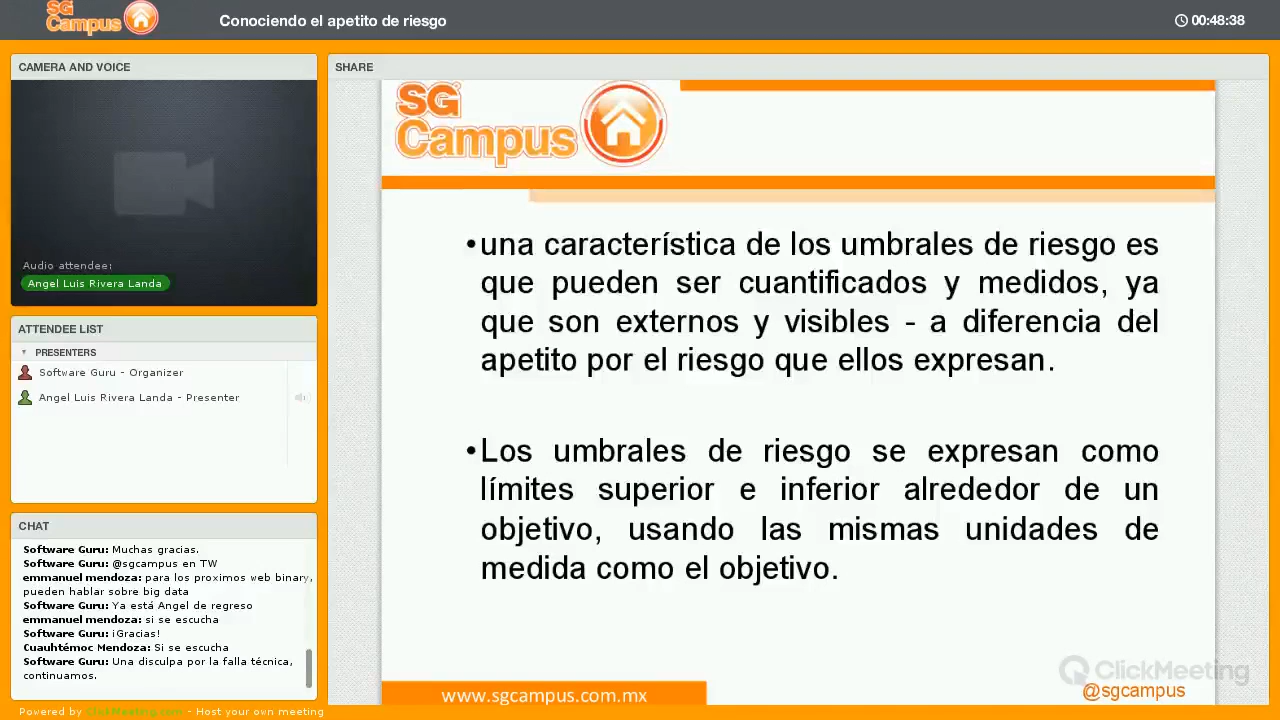 SG
Campus
Conociendo el apetito de riesgo
00:48:38
CAMERA AND VOICE
Audio attendee:
Angel Luis Rivera Landa
ATTENDEE LIST
PRESENTERS
Software Guru - Organizer
Angel Luis Rivera Landa - Presenter
CHAT
Software Guru: Muchas gracias.
Software Guru: @sgcampus en TW
emmanuel mendoza: para los proximos web binary,
pueden hablar sobre big data
Software Guru: Ya está Angel de regreso
emmanuel mendoza: si se escucha
Software Guru: ¡Gracias!
Cuauhtémoc Mendoza: Si se escucha
Software Guru: Una disculpa por la falla técnica,
continuamos.
Powered by ClickMeeting.com - Host your own meeting
SHARE
SG
Campus
•una característica de los umbrales de riesgo es
que pueden ser cuantificados y medidos, ya
que son externos y visibles - a diferencia del
apetito por el riesgo que ellos expresan.
•Los umbrales de riesgo se expresan como
límites superior e inferior alrededor de un
objetivo, usando las mismas unidades de
medida como el objetivo.
www.sgcampus.com.mx
ClickMeeting
@sgcampus